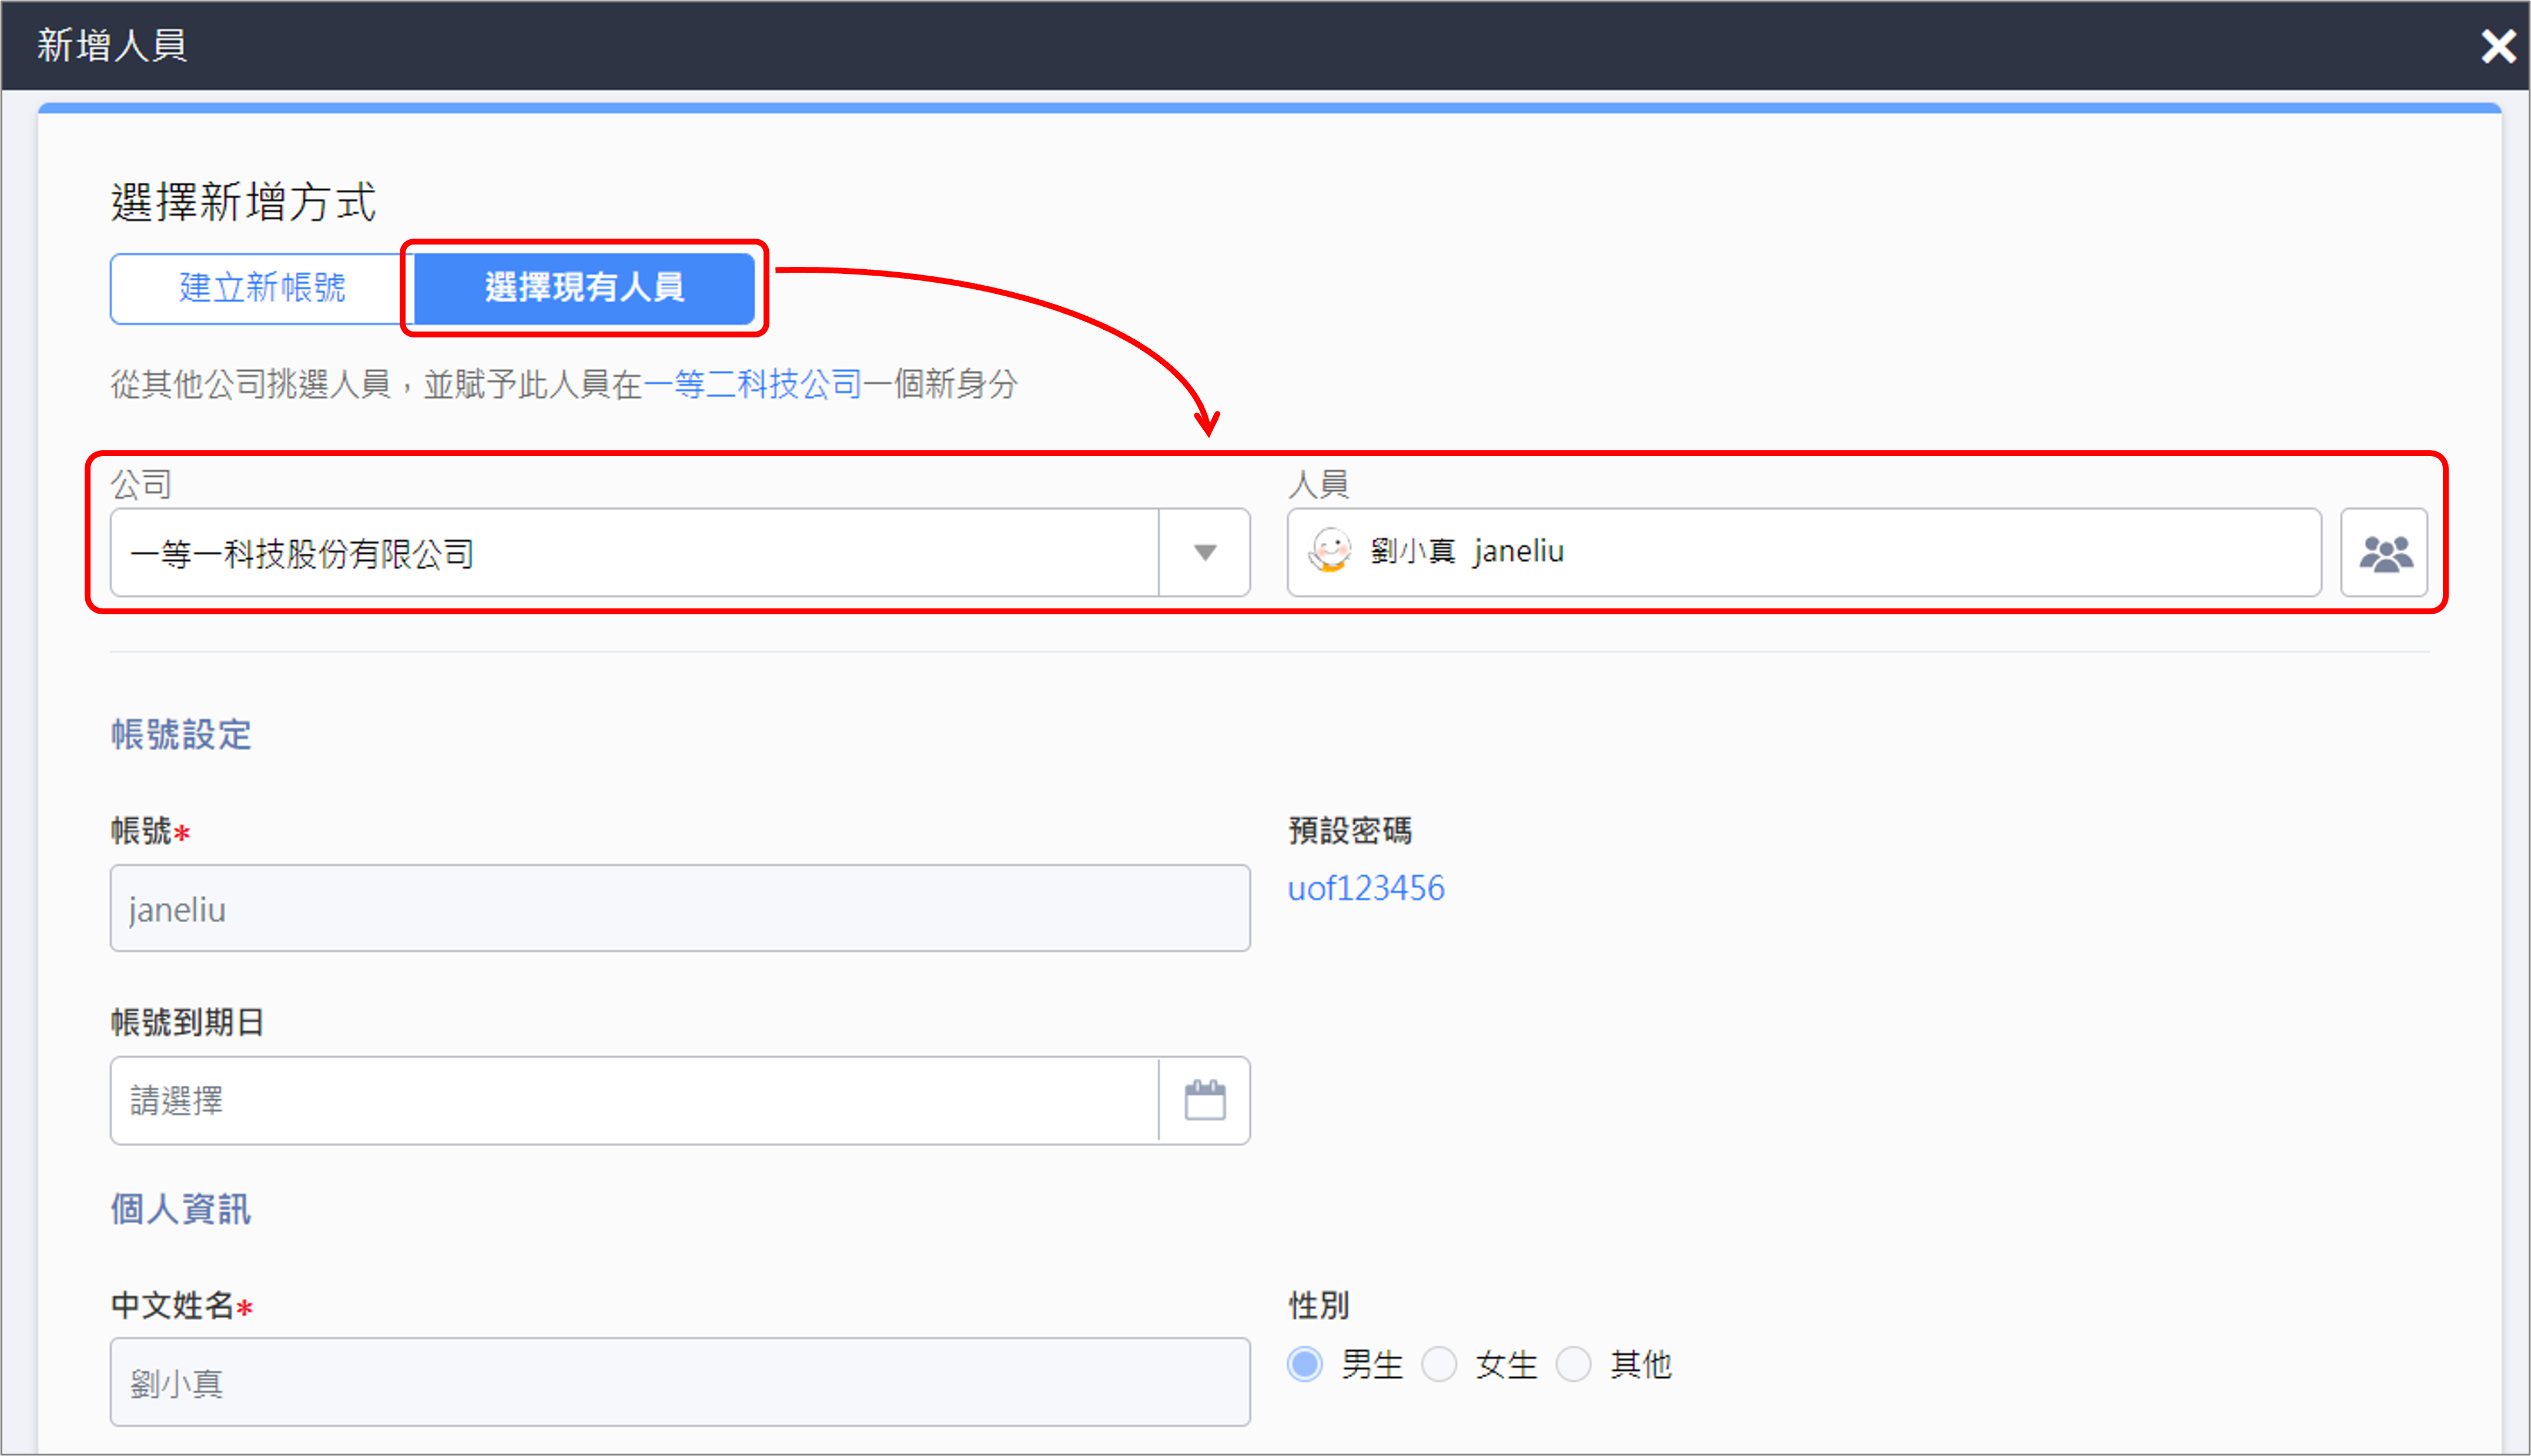 新增人員
選擇新增方式
建立新帳號 選擇現有人員
從其他公司挑選人員，並賦予此人員在一等二科技公司一個新身分
公司 人員
一等一科技股份有限公司 劉小真 janeliu
帳號設定
帳號* 預設密碼
janeliu uof123456
帳號到期日
請選擇
個人資訊
中文姓名* 性別
劉小真 男生 女生 其他